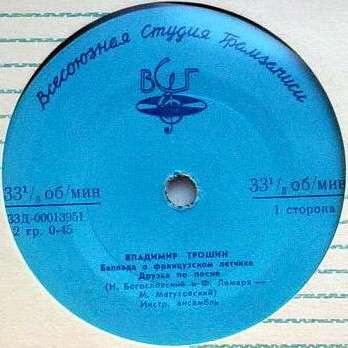 Всесоюзная Студия Грамзаписи
ВСГ
33⅓ об/мин
33Д-00013951
2 гр. 0-45
33⅓ об/мин
1 сторона
ВЛАДИМИР ТРОШИН
Баллада о французском летчике
Друзья по песне
(Н. Богословский и Ф. Лемарк —
М. Матусовский)
Инстр. ансамбль